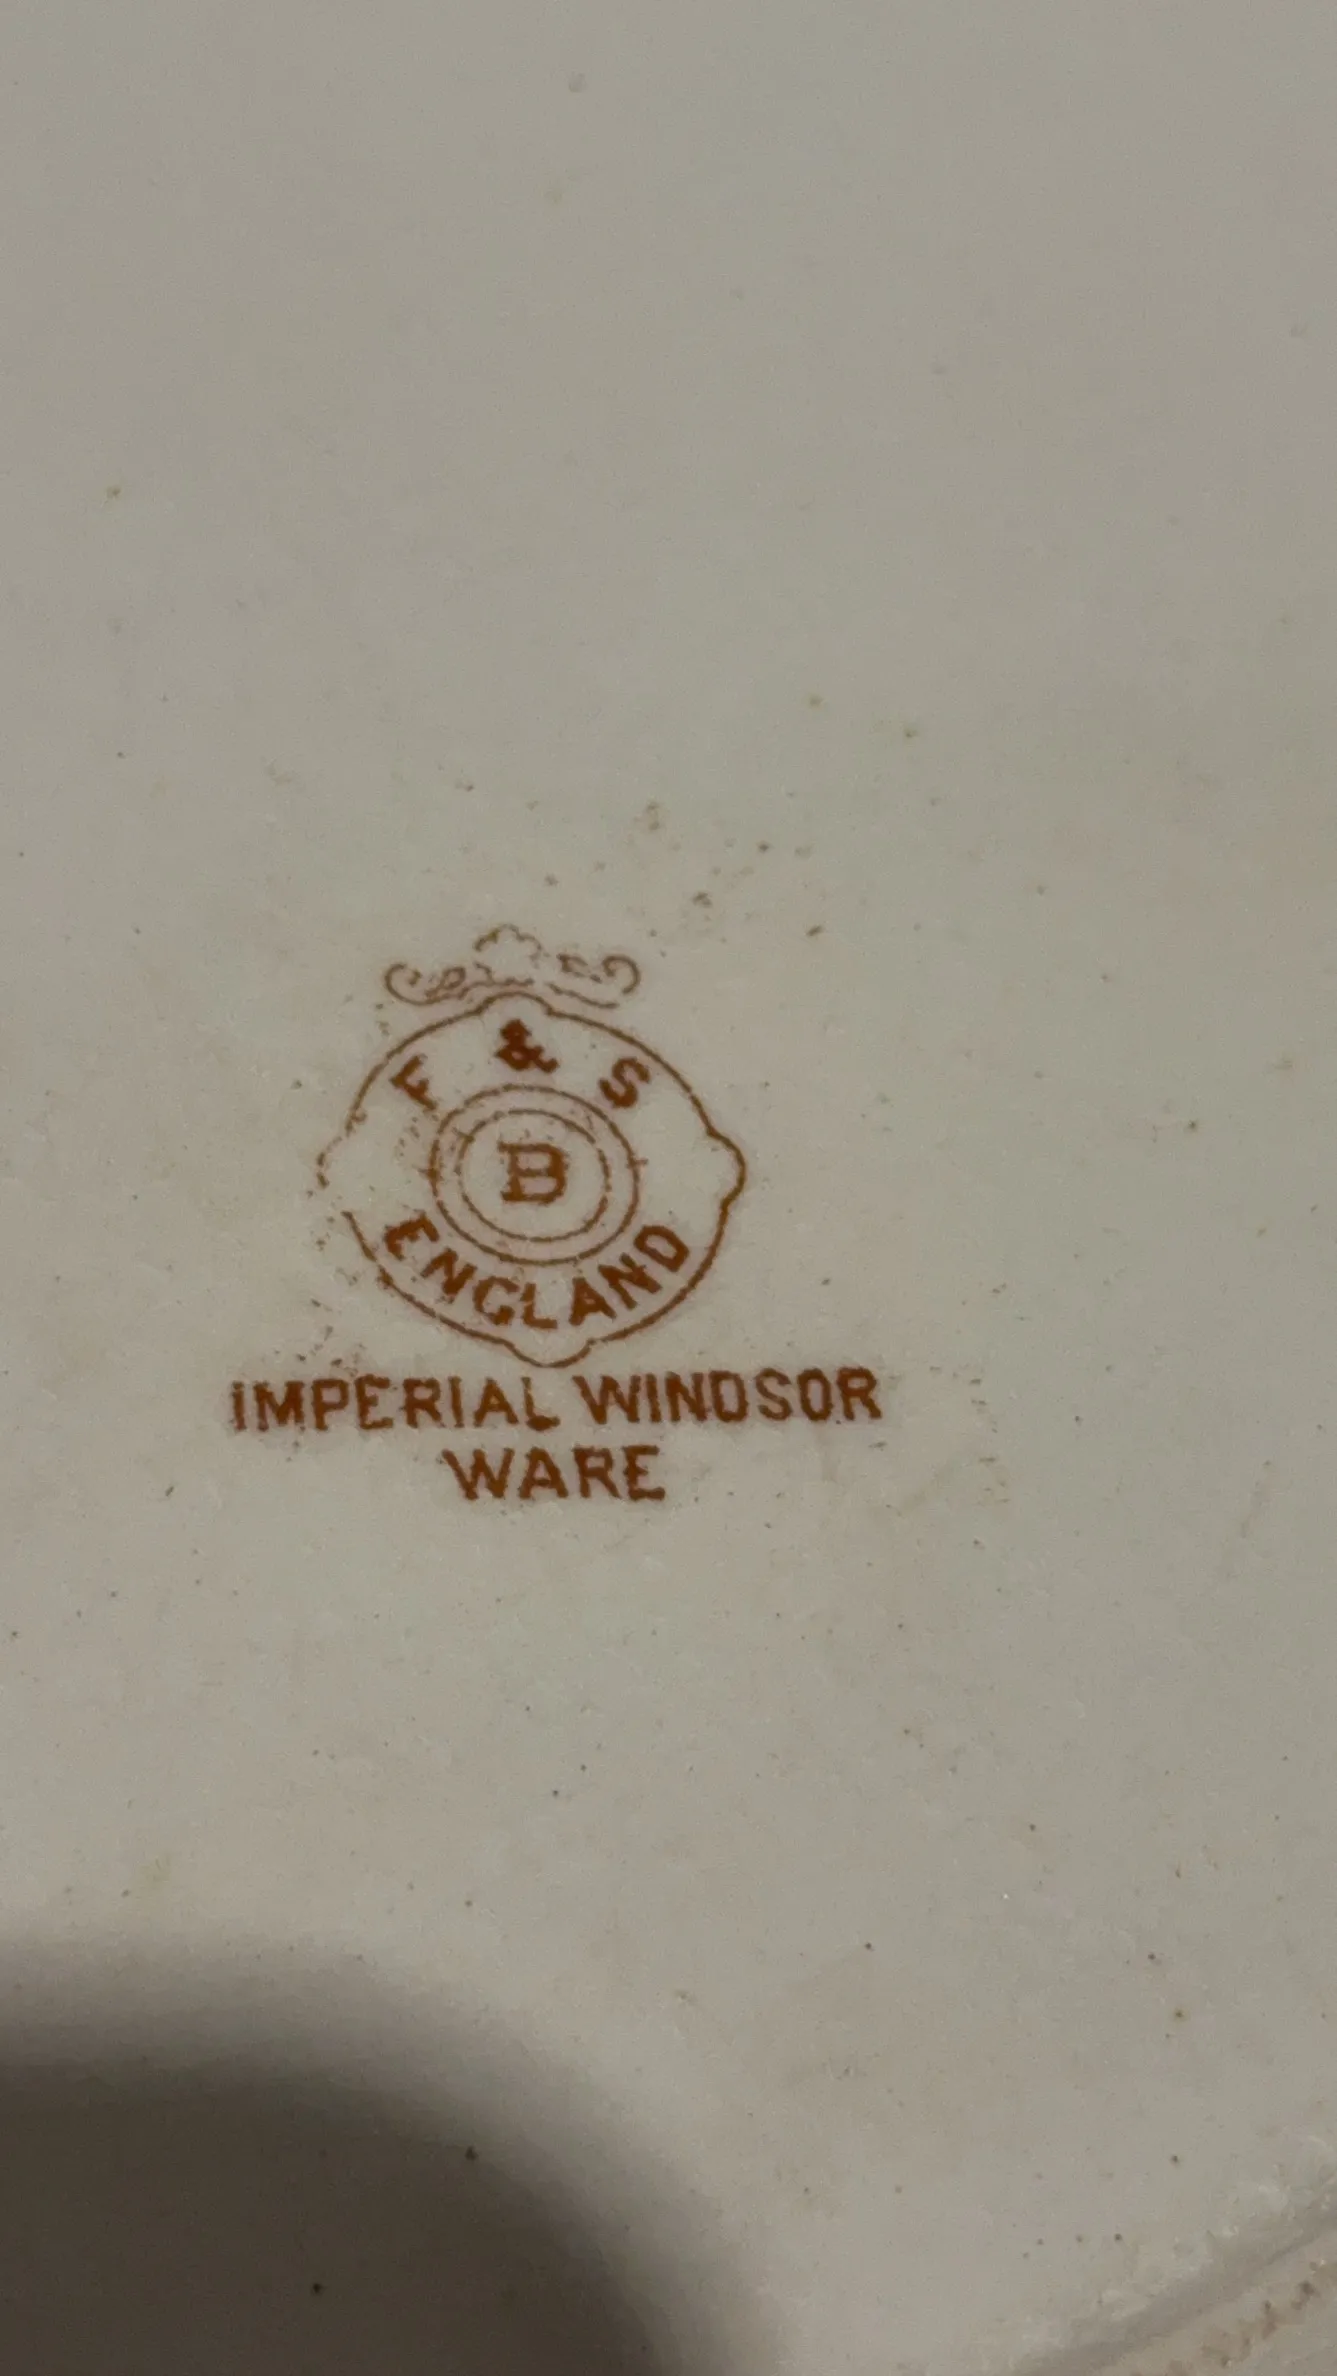 F & S
B
ENGLAND
IMPERIAL WINDSOR
WARE